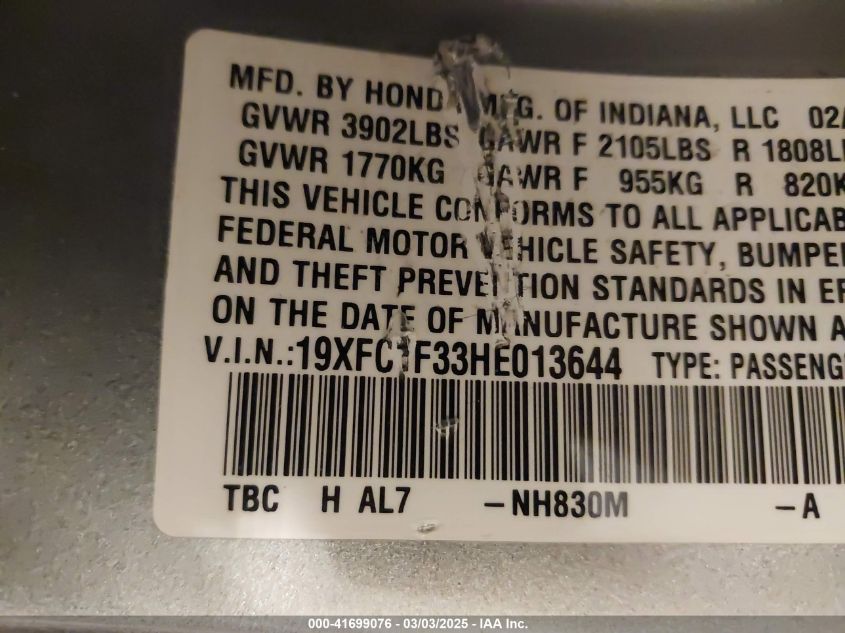 MFD. BY HONDA MFG. OF INDIANA, LLC 02/
GVWR 3902LBS GAWR F 2105LBS R 1808L
GVWR 1770KG GAWR F 955KG R 820K
THIS VEHICLE CONFORMS TO ALL APPLICAB
FEDERAL MOTOR VEHICLE SAFETY, BUMPE
AND THEFT PREVENTION STANDARDS IN EF
ON THE DATE OF MANUFACTURE SHOWN A
V.I.N.:19XFC1F33HE013644 TYPE: PASSENG
TBC H AL7 -NH830M -A
000-41699076 - 03/03/2025 - IAA Inc.